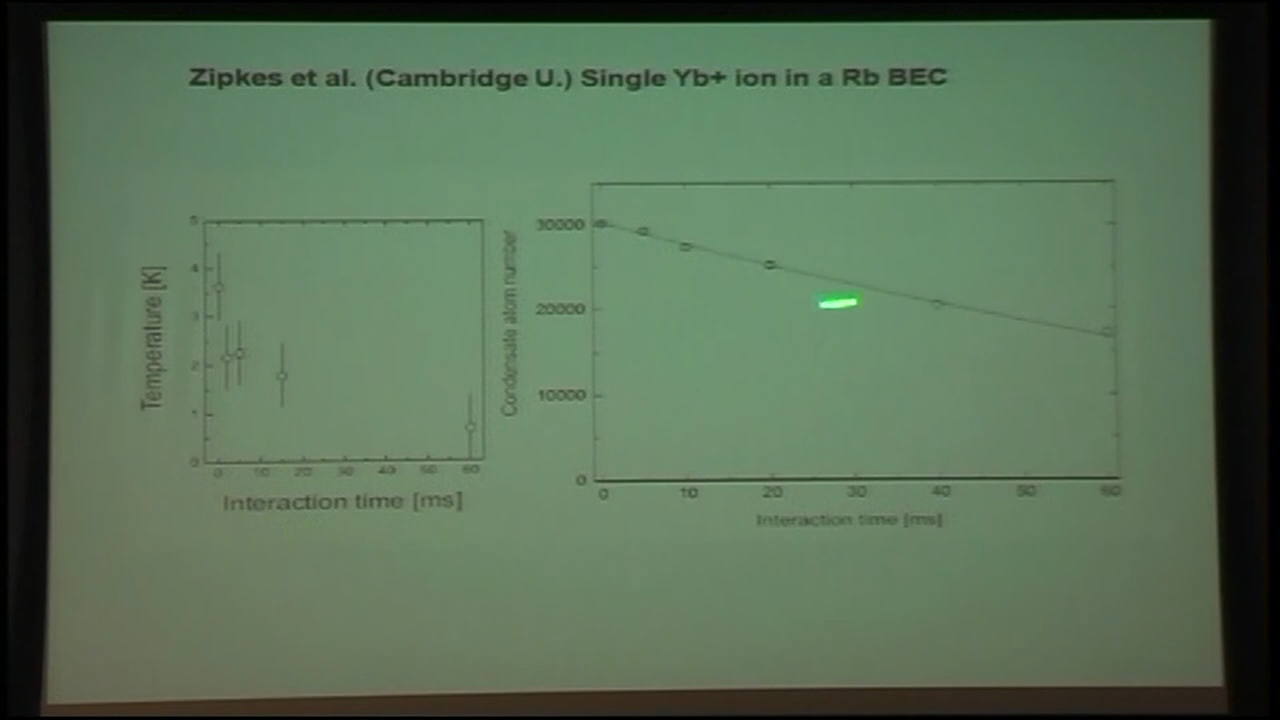 Zipkes et al. (Cambridge U.) Single Yb+ ion in a Rb BEC
Temperature [K]
5
4
3
2
1
0
0 10 20 30 40 50 60
Interaction time [ms]
Condensate atom number
30000
20000
10000
0
0 10 20 30 40 50 60
Interaction time [ms]